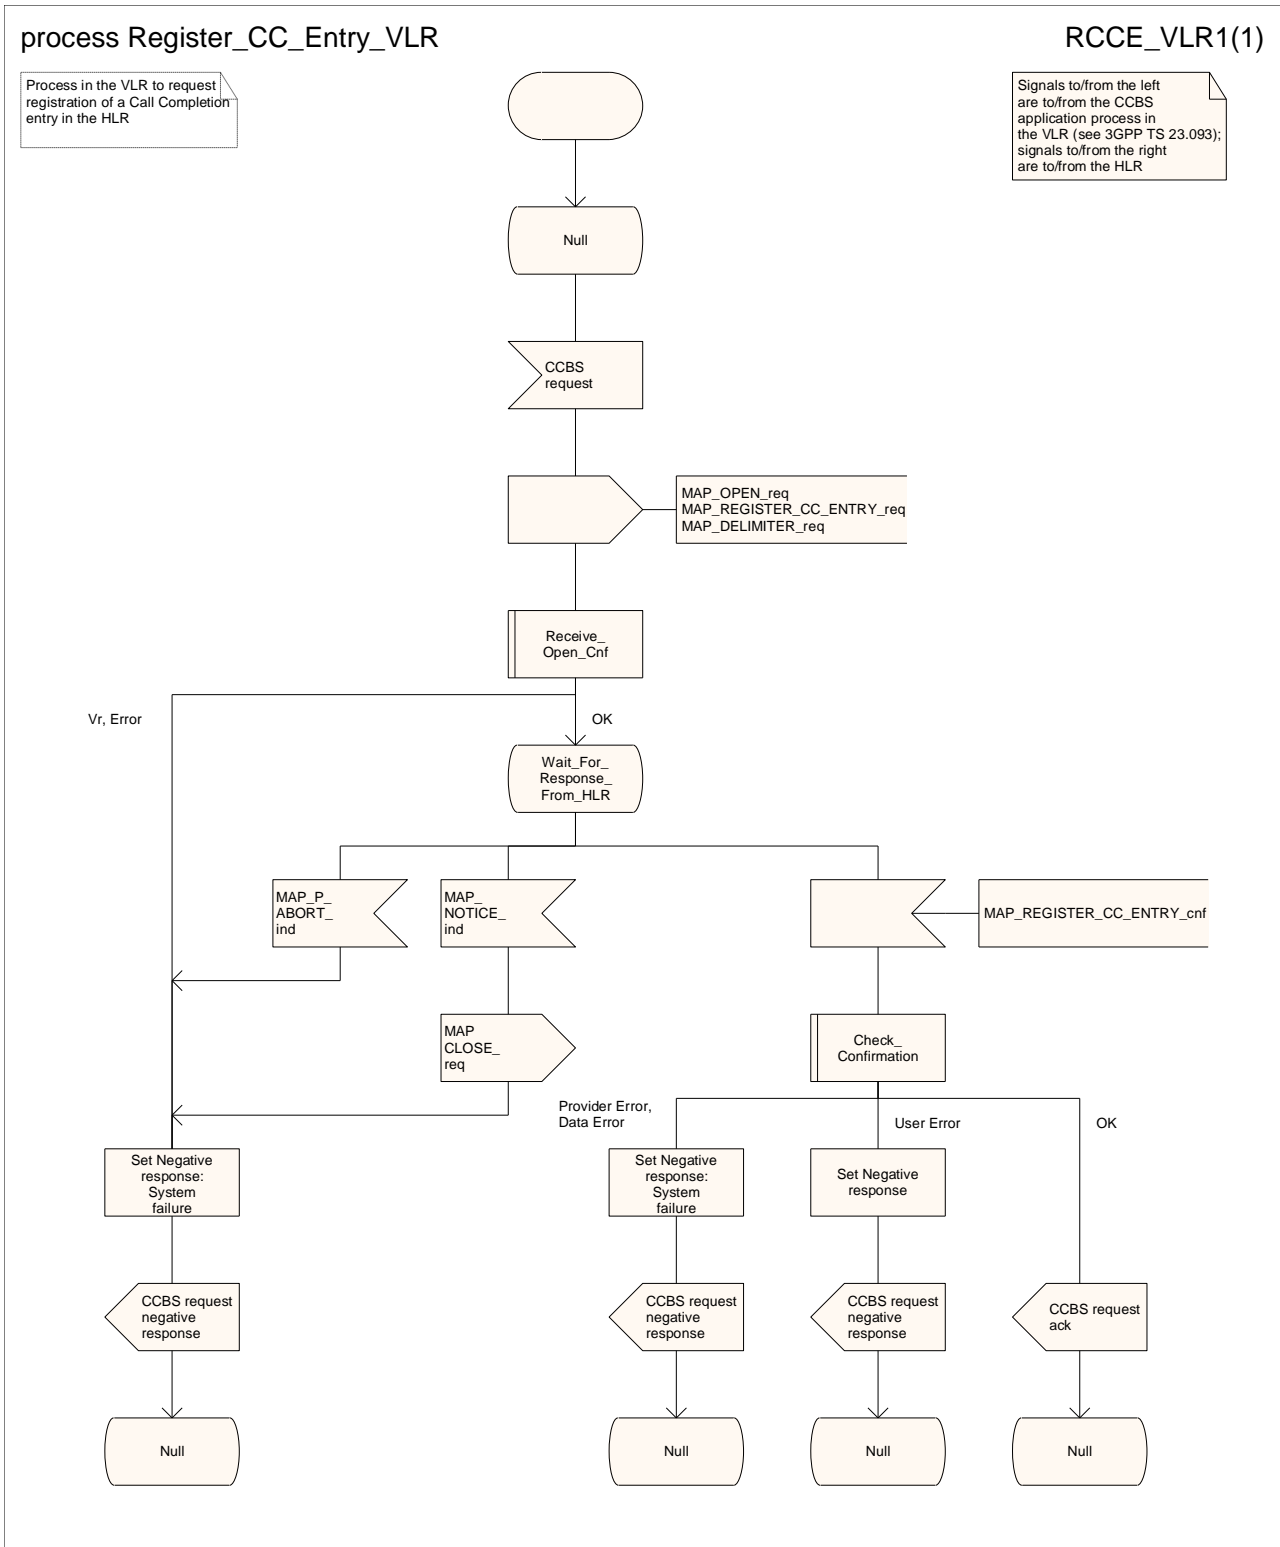 process Register_CC_Entry_VLR
RCCE_VLR1(1)
Process in the VLR to request
registration of a Call Completion
entry in the HLR
Signals to/from the left
are to/from the CCBS
application process in
the VLR (see 3GPP TS 23.093);
signals to/from the right
are to/from the HLR
Null
CCBS
request
MAP_OPEN_req
MAP_REGISTER_CC_ENTRY_req
MAP_DELIMITER_req
Receive_
Open_Cnf
Vr, Error
OK
Wait_For_
Response_
From_HLR
MAP_P_
ABORT_
ind
MAP_
NOTICE_
ind
MAP_REGISTER_CC_ENTRY_cnf
MAP
CLOSE_
req
Check_
Confirmation
Provider Error,
Data Error
User Error
OK
Set Negative
response:
System
failure
Set Negative
response:
System
failure
Set Negative
response
CCBS request
negative
response
CCBS request
negative
response
CCBS request
negative
response
CCBS request
ack
Null
Null
Null
Null